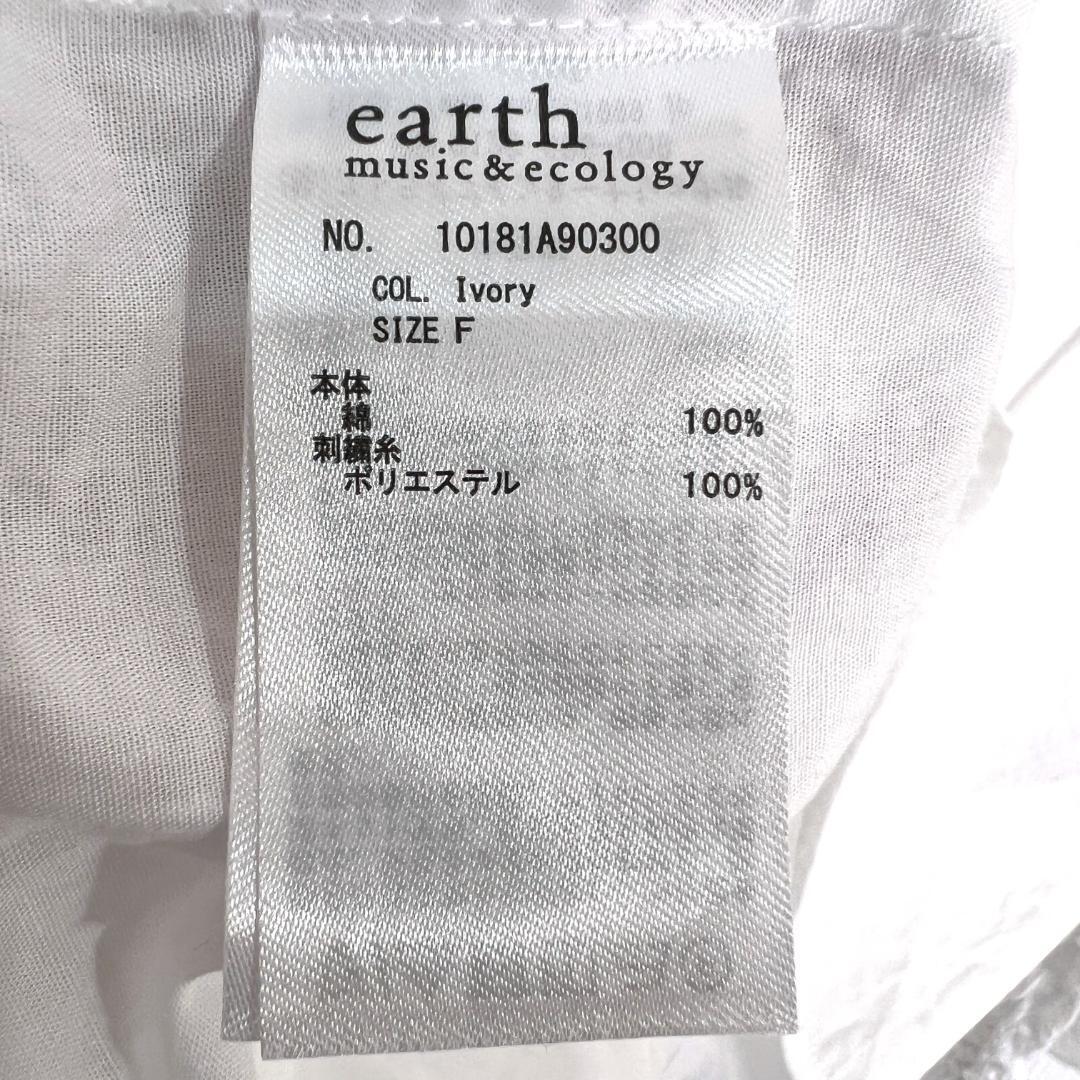 earth
music&ecology
NO. 10181A90300
COL. Ivory
SIZE F
本体
綿 100%
刺繍糸
ポリエステル 100%